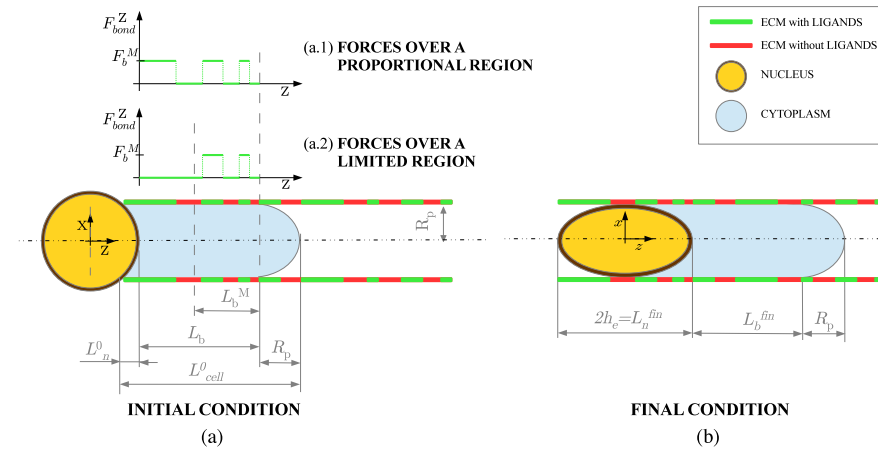 F_bond^Z
F_b^M
Z
(a.1) FORCES OVER A
PROPORTIONAL REGION
F_bond^Z
F_b^M
Z
(a.2) FORCES OVER A
LIMITED REGION
ECM with LIGANDS
ECM without LIGANDS
NUCLEUS
CYTOPLASM
X
Z
R_p
x
z
L_b^M
L_b
L_n^0
R_p
L_cell^0
2h_e=L_n^fin
L_b^fin
R_p
INITIAL CONDITION
(a)
FINAL CONDITION
(b)